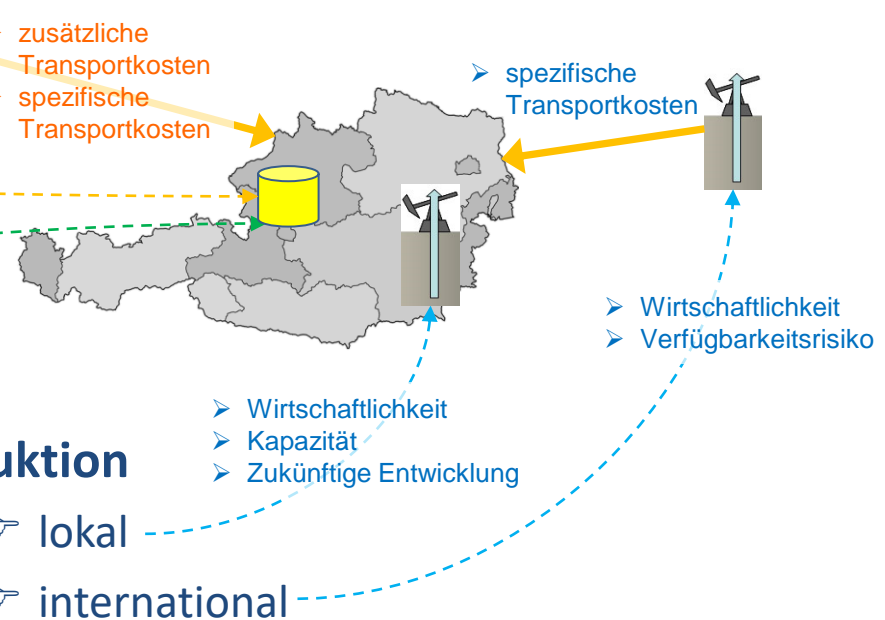 zusätzliche
Transportkosten
spezifische
Transportkosten
➢ spezifische
Transportkosten
➢ Wirtschaftlichkeit
➢ Verfügbarkeitsrisiko
➢ Wirtschaftlichkeit
➢ Kapazität
➢ Zukünftige Entwicklung
uktion
☞ lokal
☞ international